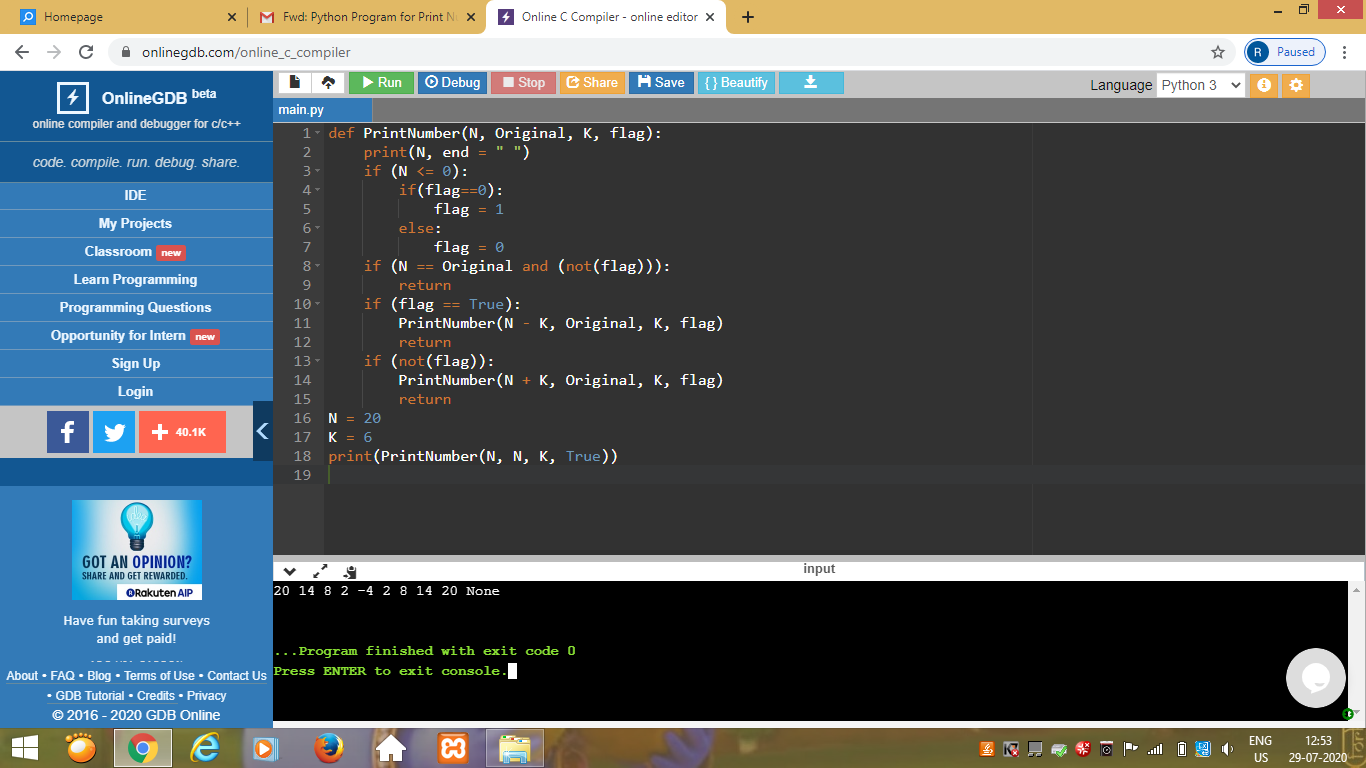 Homepage
Fwd: Python Program for Print N
Online C Compiler - online editor
onlinegdb.com/online_c_compiler
R Paused
OnlineGDB beta
online compiler and debugger for c/c++
code. compile. run. debug. share.
IDE
My Projects
Classroom new
Learn Programming
Programming Questions
Opportunity for Intern new
Sign Up
Login
f + 40.1K
GOT AN OPINION?
SHARE AND GET REWARDED.
Rakuten AIP
Have fun taking surveys
and get paid!
About • FAQ • Blog • Terms of Use • Contact Us
• GDB Tutorial • Credits • Privacy
© 2016 - 2020 GDB Online
Run Debug Stop Share Save { } Beautify
Language Python 3
main.py
1 def PrintNumber(N, Original, K, flag):
2     print(N, end = " ")
3     if (N <= 0):
4         if(flag==0):
5             flag = 1
6         else:
7             flag = 0
8     if (N == Original and (not(flag))):
9         return
10     if (flag == True):
11         PrintNumber(N - K, Original, K, flag)
12         return
13     if (not(flag)):
14         PrintNumber(N + K, Original, K, flag)
15         return
16 N = 20
17 K = 6
18 print(PrintNumber(N, N, K, True))
19
input
20 14 8 2 -4 2 8 14 20 None
...Program finished with exit code 0
Press ENTER to exit console.
ENG
US
12:53
29-07-2020